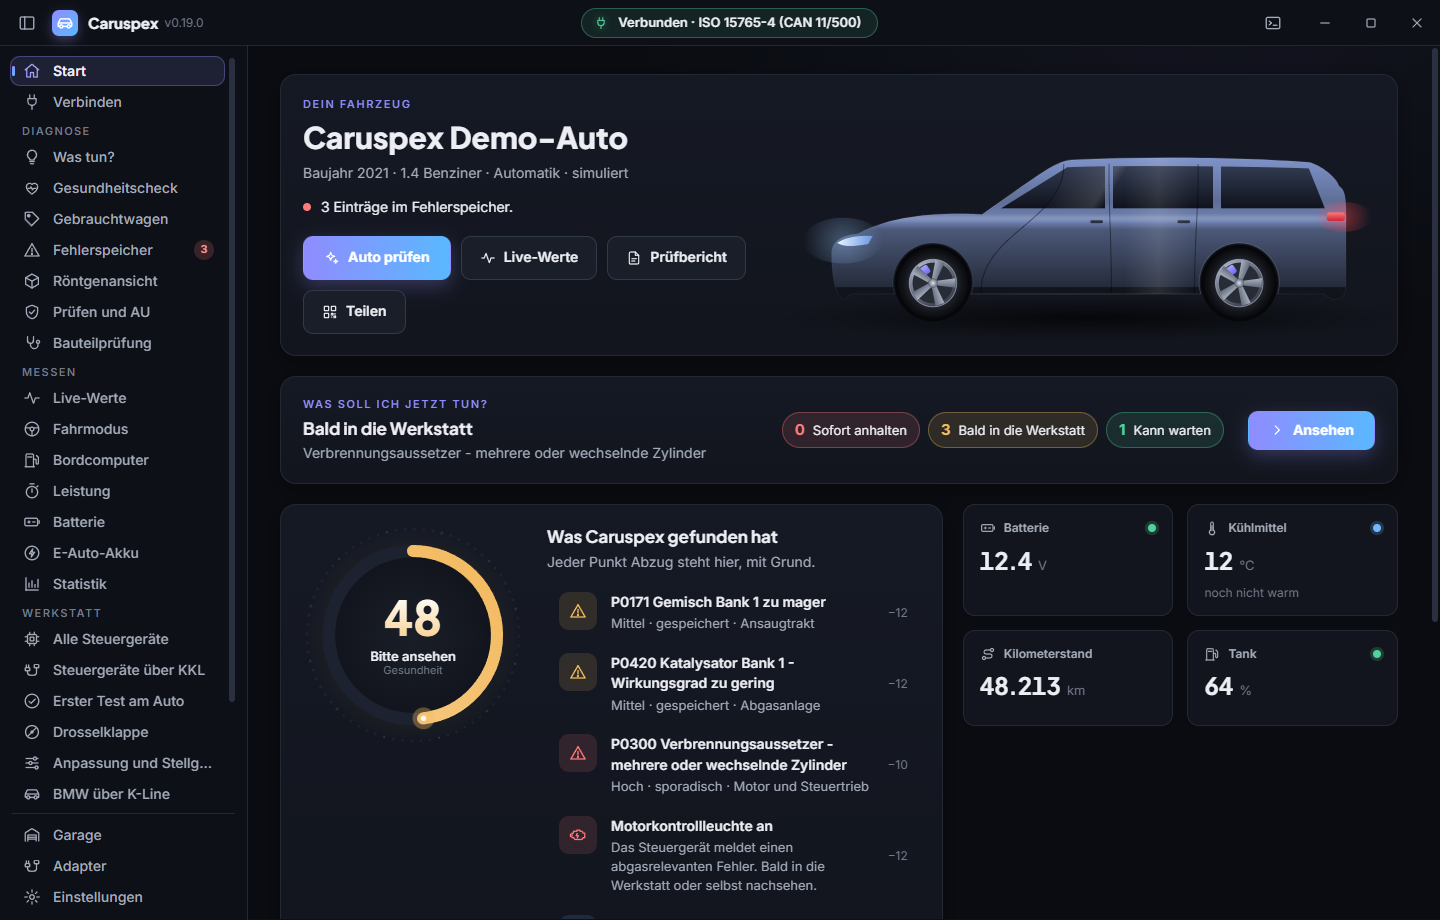 Caruspex v0.19.0
Verbunden · ISO 15765-4 (CAN 11/500)
Start
Verbinden
DIAGNOSE
Was tun?
Gesundheitscheck
Gebrauchtwagen
Fehlerspeicher 3
Röntgenansicht
Prüfen und AU
Bauteilprüfung
MESSEN
Live-Werte
Fahrmodus
Bordcomputer
Leistung
Batterie
E-Auto-Akku
Statistik
WERKSTATT
Alle Steuergeräte
Steuergeräte über KKL
Erster Test am Auto
Drosselklappe
Anpassung und Stellg...
BMW über K-Line
Garage
Adapter
Einstellungen
DEIN FAHRZEUG
Caruspex Demo-Auto
Baujahr 2021 · 1.4 Benziner · Automatik · simuliert
3 Einträge im Fehlerspeicher.
Auto prüfen
Live-Werte
Prüfbericht
Teilen
WAS SOLL ICH JETZT TUN?
Bald in die Werkstatt
Verbrennungsaussetzer - mehrere oder wechselnde Zylinder
0 Sofort anhalten
3 Bald in die Werkstatt
1 Kann warten
Ansehen
48
Bitte ansehen
Gesundheit
Was Caruspex gefunden hat
Jeder Punkt Abzug steht hier, mit Grund.
P0171 Gemisch Bank 1 zu mager
Mittel · gespeichert · Ansaugtrakt
−12
P0420 Katalysator Bank 1 -
Wirkungsgrad zu gering
Mittel · gespeichert · Abgasanlage
−12
P0300 Verbrennungsaussetzer -
mehrere oder wechselnde Zylinder
Hoch · sporadisch · Motor und Steuertrieb
−10
Motorkontrollleuchte an
Das Steuergerät meldet einen
abgasrelevanten Fehler. Bald in die
Werkstatt oder selbst nachsehen.
−12
Batterie
12.4 V
Kühlmittel
12 °C
noch nicht warm
Kilometerstand
48.213 km
Tank
64 %